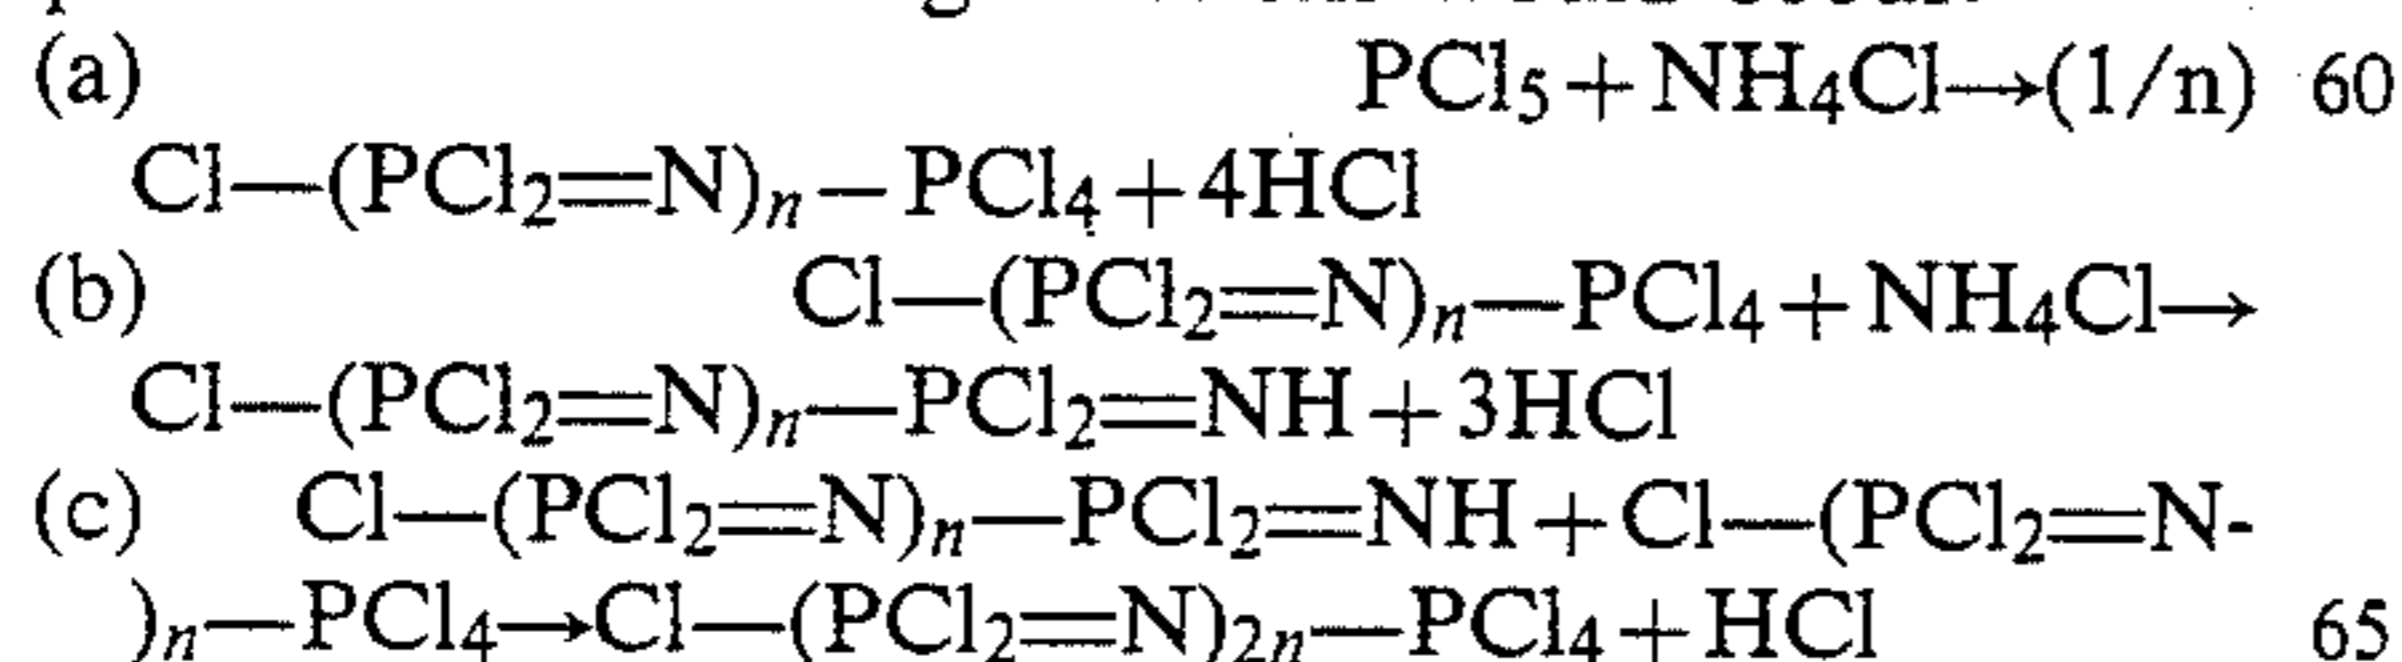 (a) PCl₅+NH₄Cl→(1/n) 60
Cl—(PCl₂=N)ₙ—PCl₄+4HCl
(b) Cl—(PCl₂=N)ₙ—PCl₄+NH₄Cl→
Cl—(PCl₂=N)ₙ—PCl₂=NH+3HCl
(c) Cl—(PCl₂=N)ₙ—PCl₂=NH+Cl—(PCl₂=N-
)ₙ—PCl₄→Cl—(PCl₂=N)₂ₙ—PCl₄+HCl 65